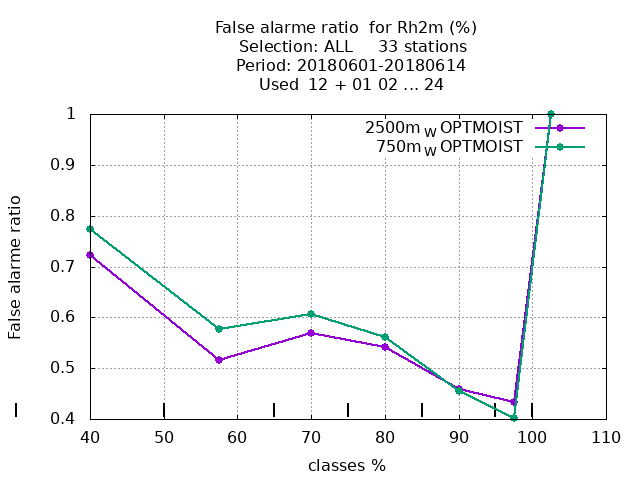 False alarme ratio  for Rh2m (%)
Selection: ALL     33 stations
Period: 20180601-20180614
Used  12 + 01 02 ... 24
1
2500m W OPTMOIST
750m W OPTMOIST
0.9
0.8
0.7
0.6
0.5
0.4
False alarme ratio
40 50 60 70 80 90 100 110
classes %